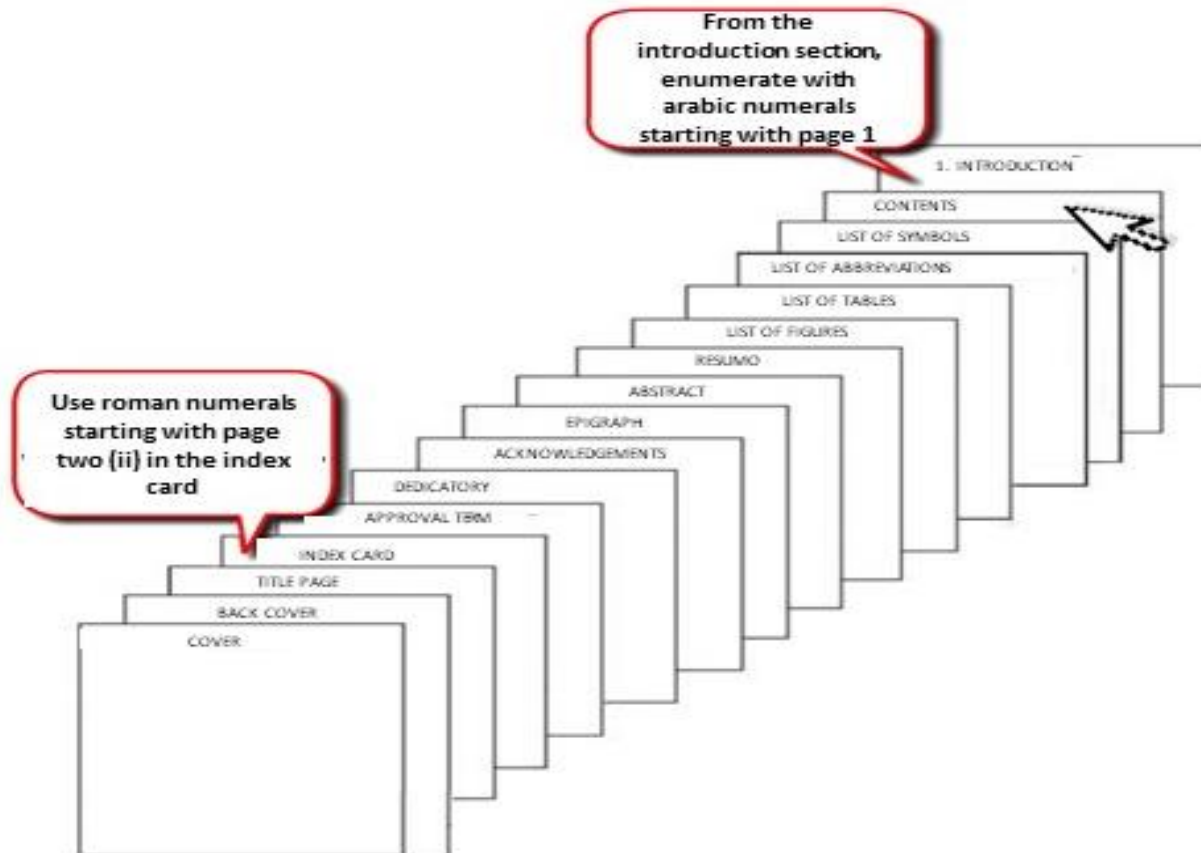 From the
introduction section,
enumerate with
arabic numerals
starting with page 1
1. INTRODUCTION
CONTENTS
LIST OF SYMBOLS
LIST OF ABBREVIATIONS
LIST OF TABLES
LIST OF FIGURES
RESUMO
ABSTRACT
EPIGRAPH
ACKNOWLEDGEMENTS
DEDICATORY
APPROVAL TERM
INDEX CARD
TITLE PAGE
BACK COVER
COVER
Use roman numerals
starting with page
two (ii) in the index
card